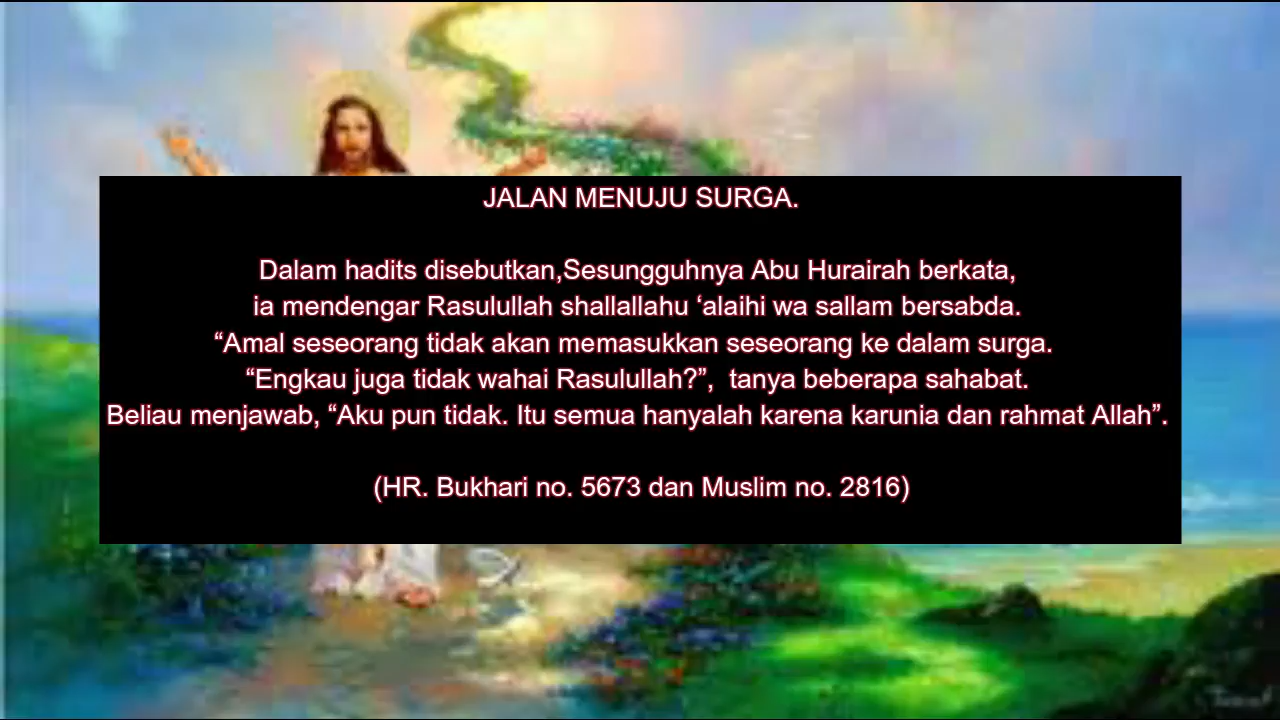 JALAN MENUJU SURGA.
Dalam hadits disebutkan,Sesungguhnya Abu Hurairah berkata,
ia mendengar Rasulullah shallallahu ‘alaihi wa sallam bersabda.
“Amal seseorang tidak akan memasukkan seseorang ke dalam surga.
“Engkau juga tidak wahai Rasulullah?”,  tanya beberapa sahabat.
Beliau menjawab, “Aku pun tidak. Itu semua hanyalah karena karunia dan rahmat Allah”.
(HR. Bukhari no. 5673 dan Muslim no. 2816)